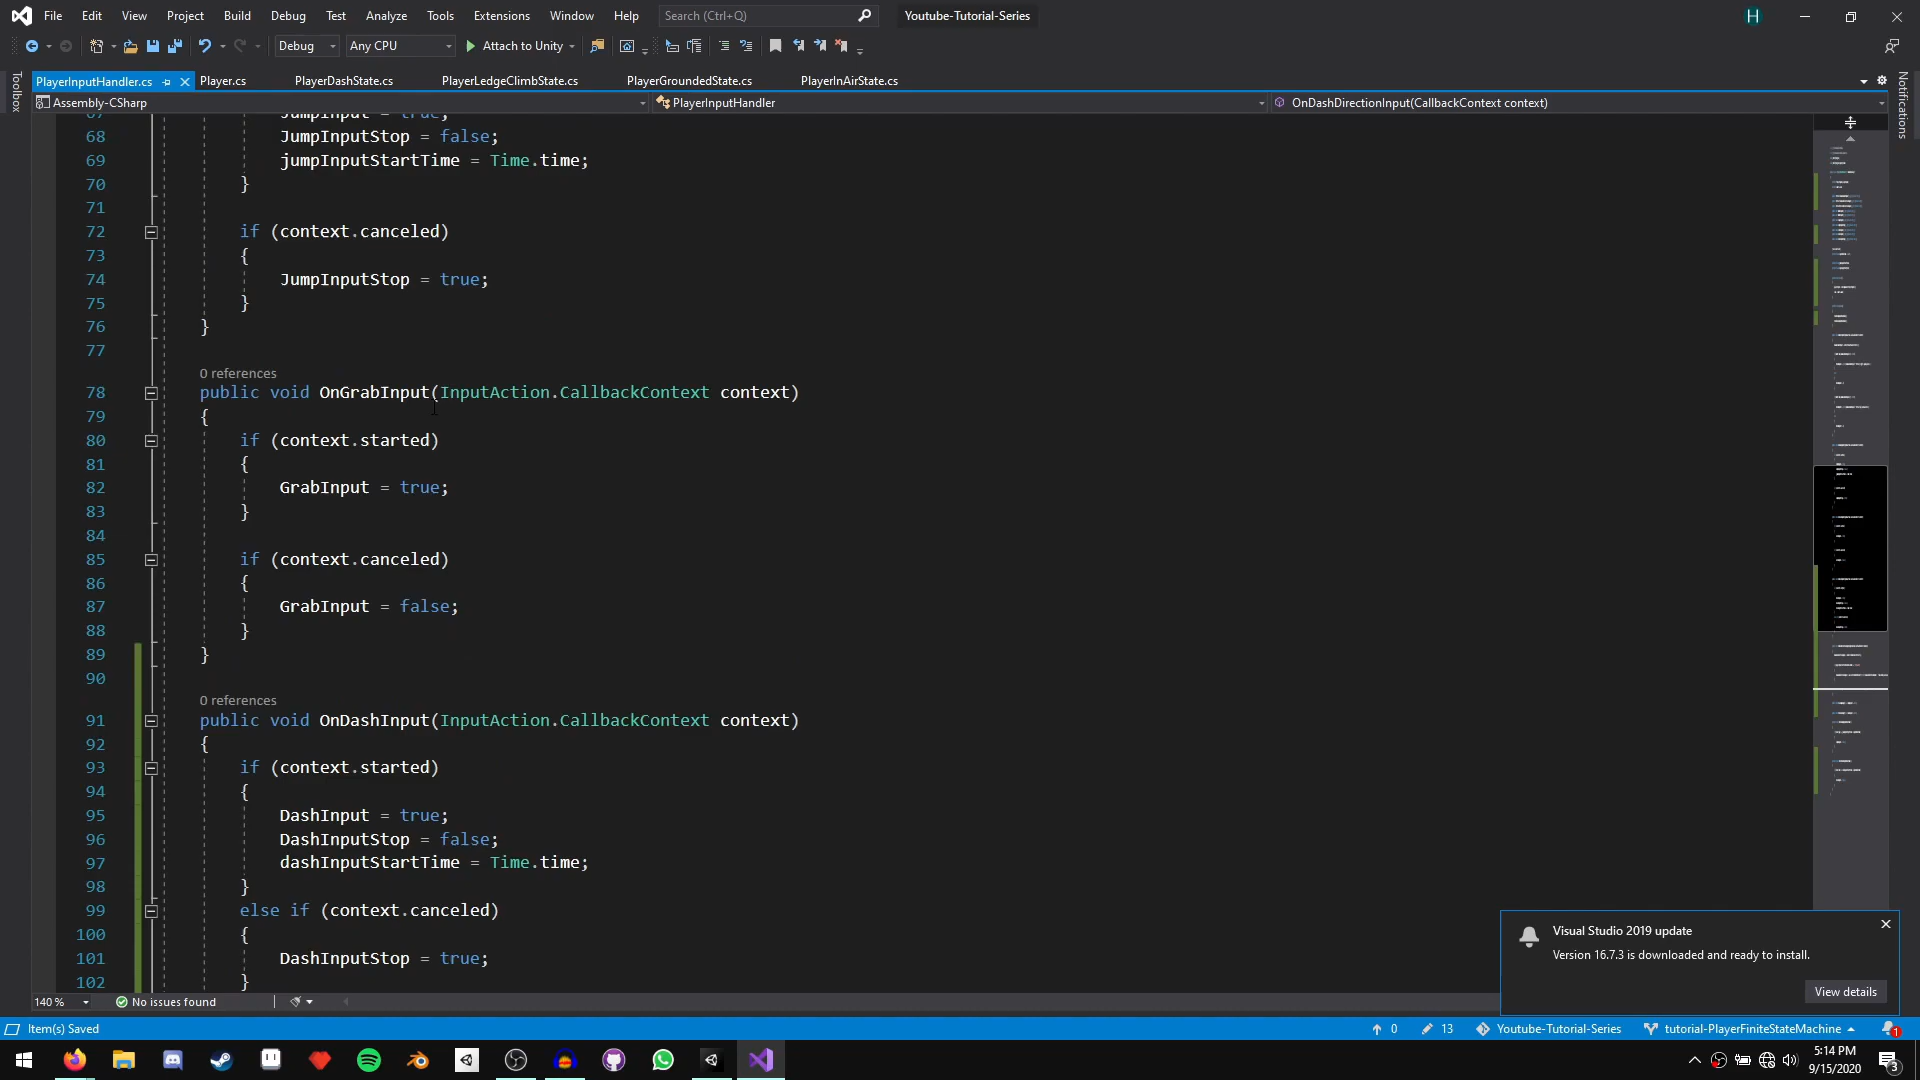 File Edit View Project Build Debug Test Analyze Tools Extensions Window Help Search (Ctrl+Q) Youtube-Tutorial-Series H
Debug Any CPU Attach to Unity
PlayerInputHandler.cs Player.cs PlayerDashState.cs PlayerLedgeClimbState.cs PlayerGroundedState.cs PlayerInAirState.cs
Assembly-CSharp PlayerInputHandler OnDashDirectionInput(CallbackContext context)
Toolbox
Notifications
67 JumpInput = true;
68 JumpInputStop = false;
69 jumpInputStartTime = Time.time;
70 }
71
72 if (context.canceled)
73 {
74 JumpInputStop = true;
75 }
76 }
77
0 references
78 public void OnGrabInput(InputAction.CallbackContext context)
79 {
80 if (context.started)
81 {
82 GrabInput = true;
83 }
84
85 if (context.canceled)
86 {
87 GrabInput = false;
88 }
89 }
90
0 references
91 public void OnDashInput(InputAction.CallbackContext context)
92 {
93 if (context.started)
94 {
95 DashInput = true;
96 DashInputStop = false;
97 dashInputStartTime = Time.time;
98 }
99 else if (context.canceled)
100 {
101 DashInputStop = true;
102 }
Visual Studio 2019 update
Version 16.7.3 is downloaded and ready to install.
View details
140 % No issues found
Item(s) Saved 0 13 Youtube-Tutorial-Series tutorial-PlayerFiniteStateMachine 1
5:14 PM
9/15/2020
3